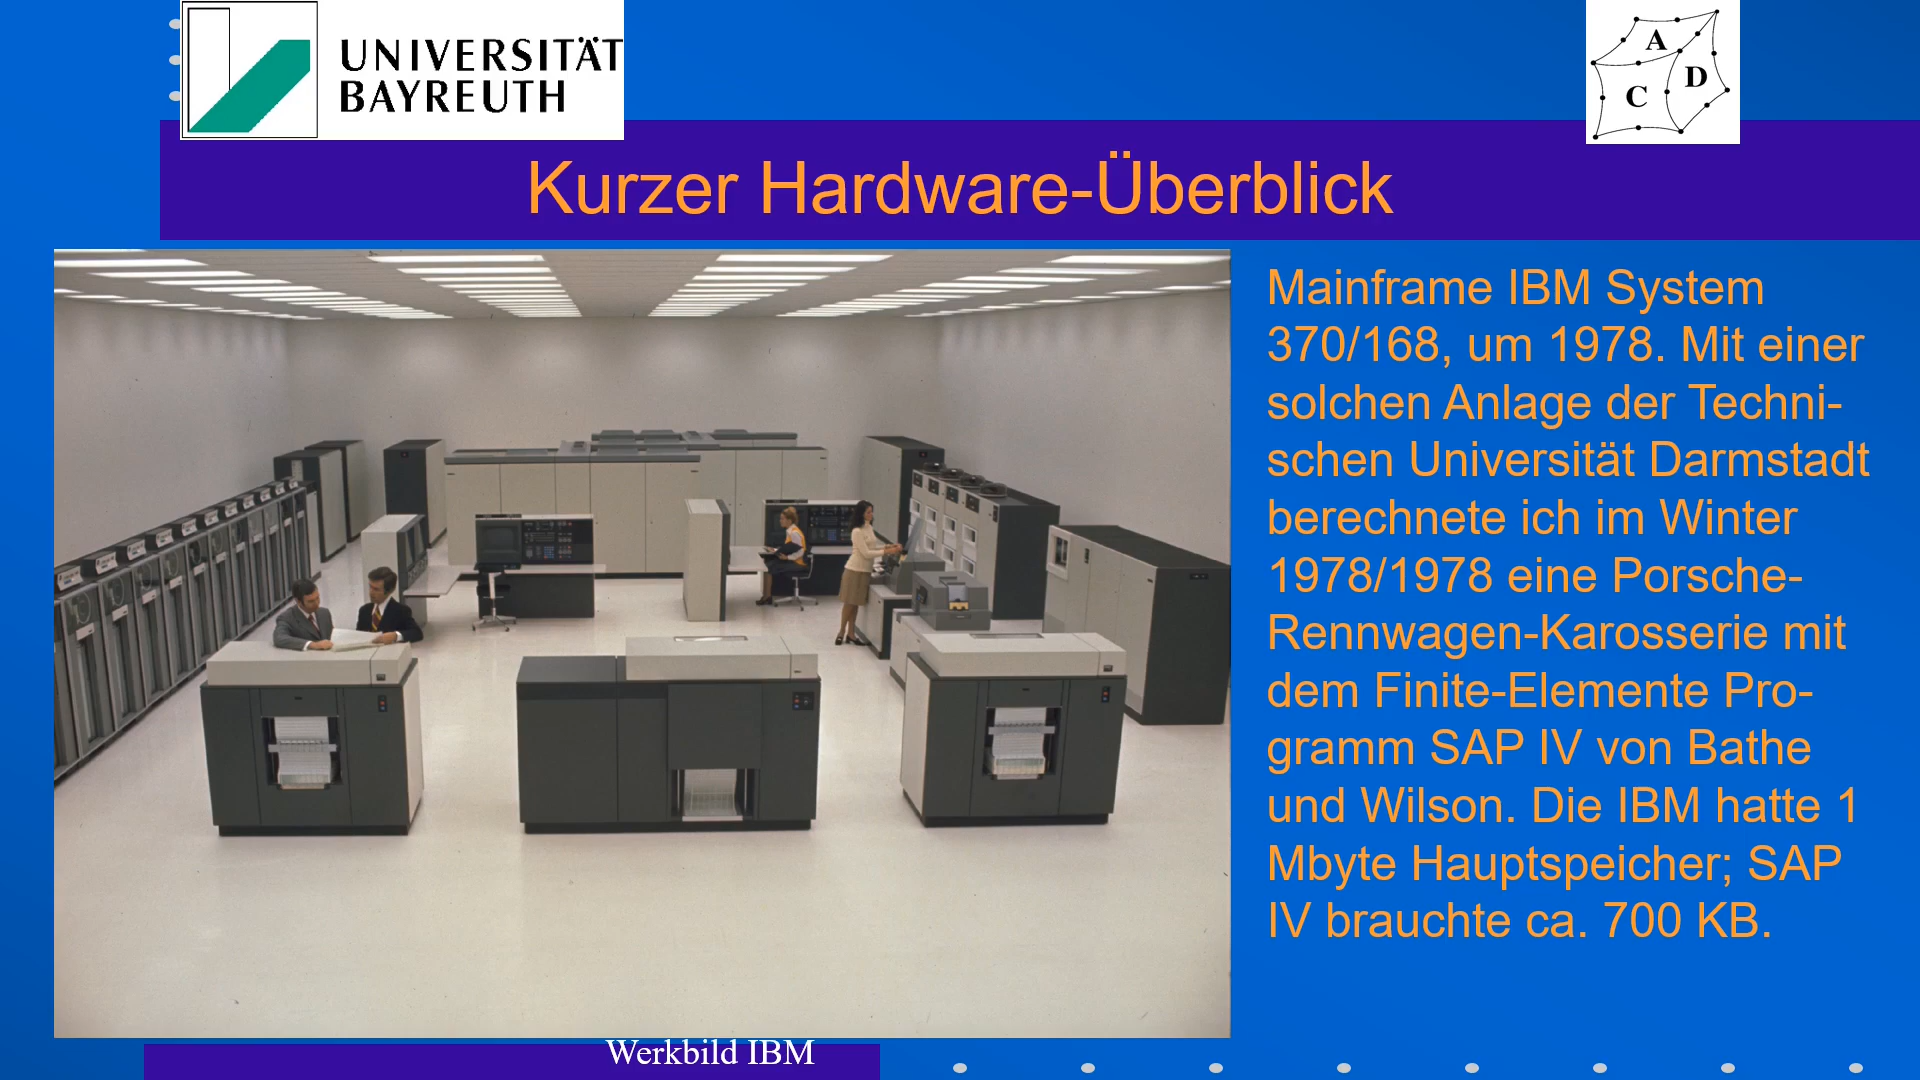 UNIVERSITÄT
BAYREUTH
A
D
C
Kurzer Hardware-Überblick
Mainframe IBM System
370/168, um 1978. Mit einer
solchen Anlage der Techni-
schen Universität Darmstadt
berechnete ich im Winter
1978/1978 eine Porsche-
Rennwagen-Karosserie mit
dem Finite-Elemente Pro-
gramm SAP IV von Bathe
und Wilson. Die IBM hatte 1
Mbyte Hauptspeicher; SAP
IV brauchte ca. 700 KB.
Werkbild IBM